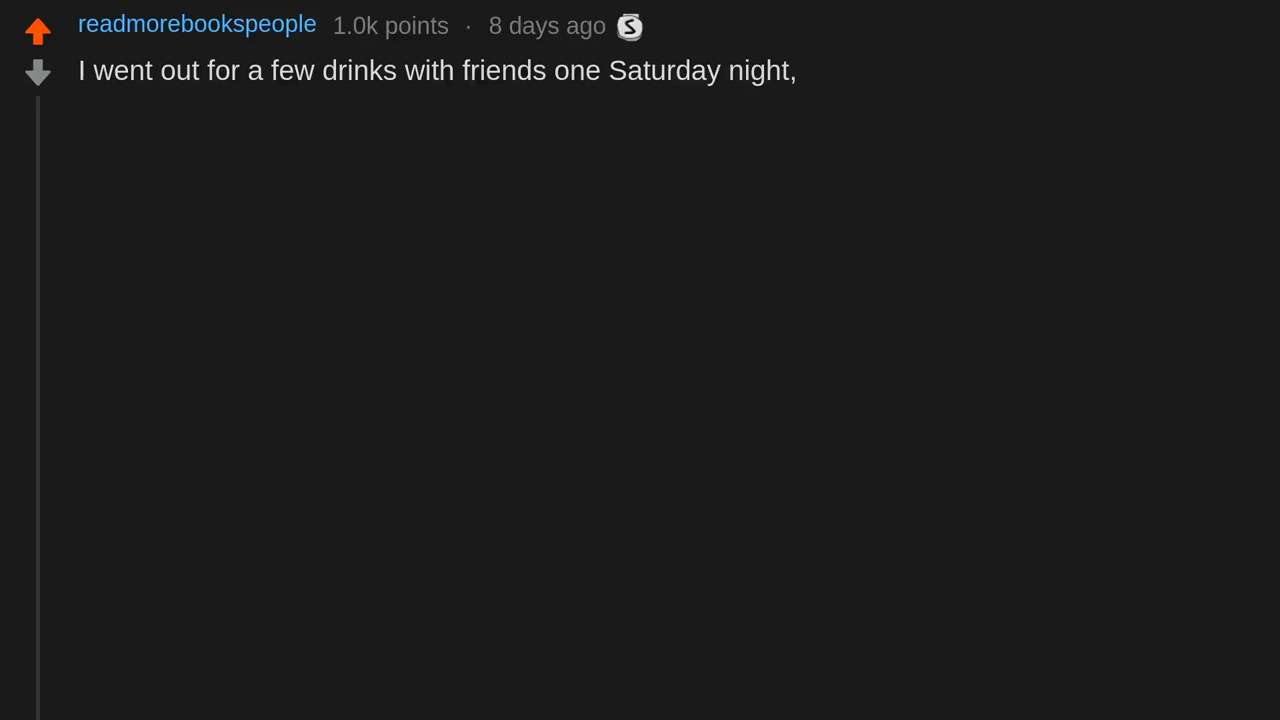 readmorebookspeople 1.0k points · 8 days ago S
I went out for a few drinks with friends one Saturday night,